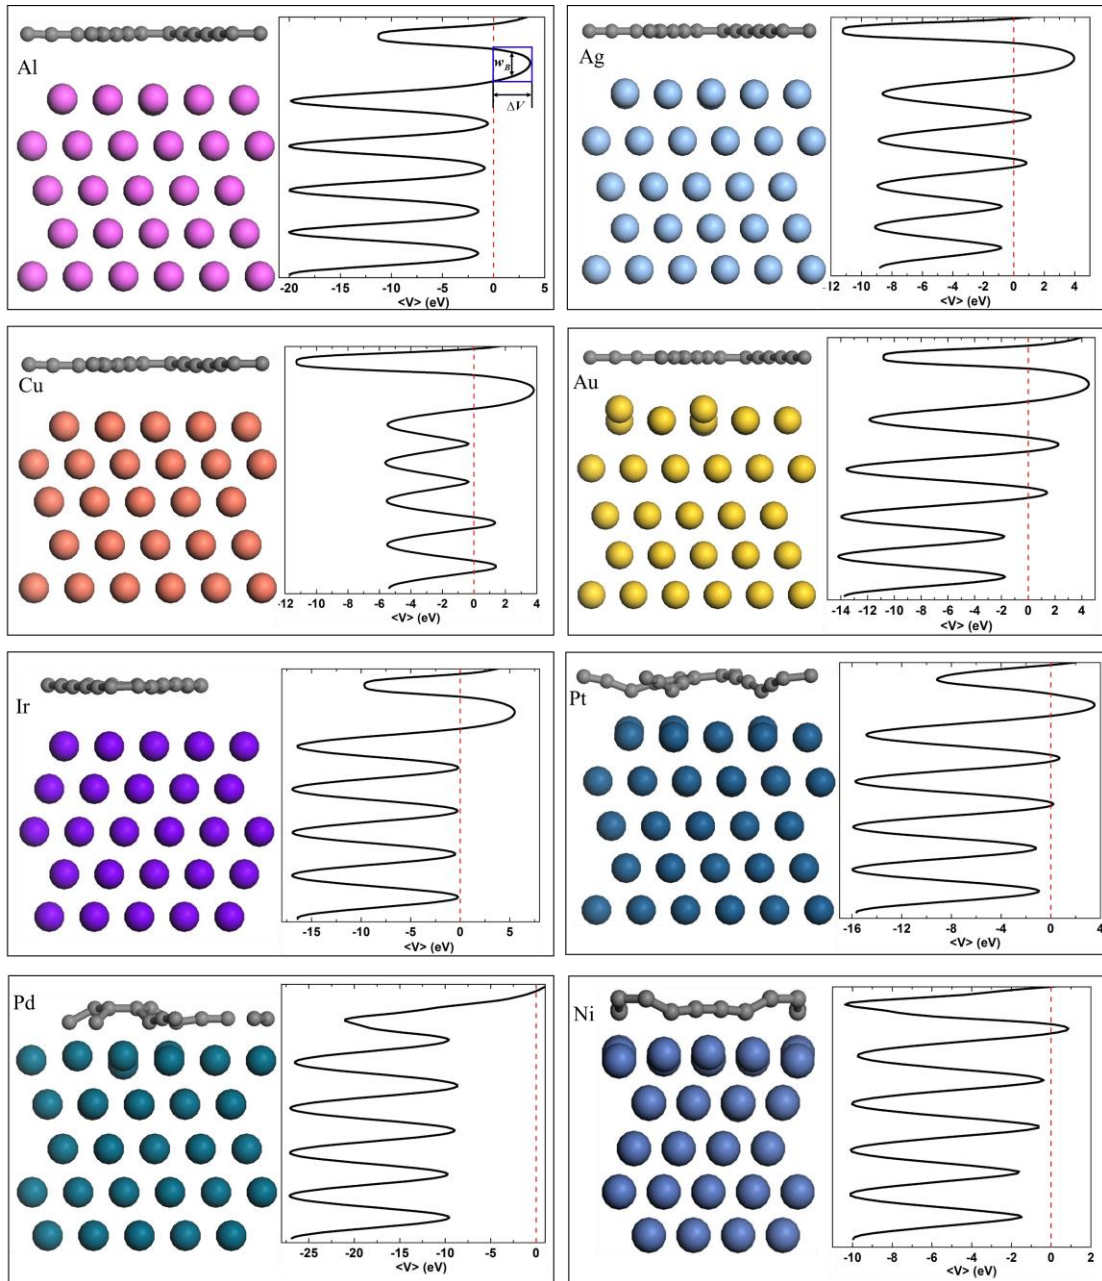 Al
w_B
ΔV
-20 -15 -10 -5 0 5
<V> (eV)
Ag
-12 -10 -8 -6 -4 -2 0 2 4
<V> (eV)
Cu
-12 -10 -8 -6 -4 -2 0 2 4
<V> (eV)
Au
-14 -12 -10 -8 -6 -4 -2 0 2 4
<V> (eV)
Ir
-15 -10 -5 0 5
<V> (eV)
Pt
-16 -12 -8 -4 0 4
<V> (eV)
Pd
-25 -20 -15 -10 -5 0
<V> (eV)
Ni
-10 -8 -6 -4 -2 0 2
<V> (eV)